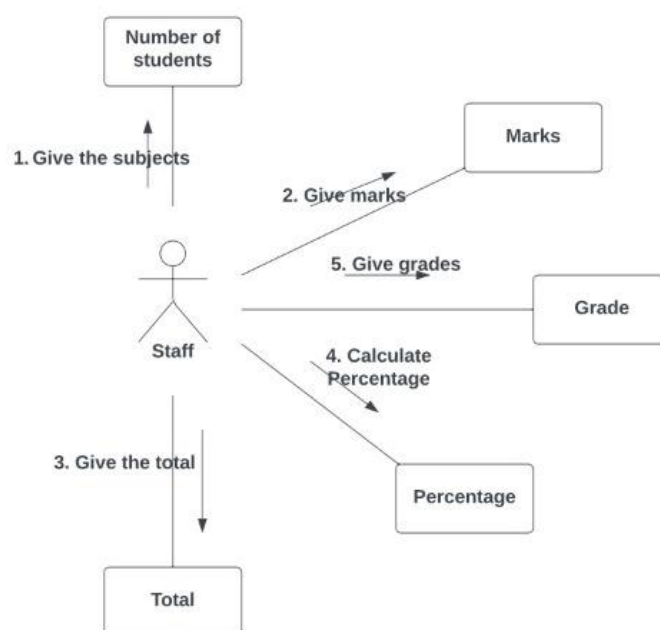 Number of
students
1. Give the subjects
Marks
2. Give marks
5. Give grades
Grade
Staff
4. Calculate
Percentage
3. Give the total
Percentage
Total